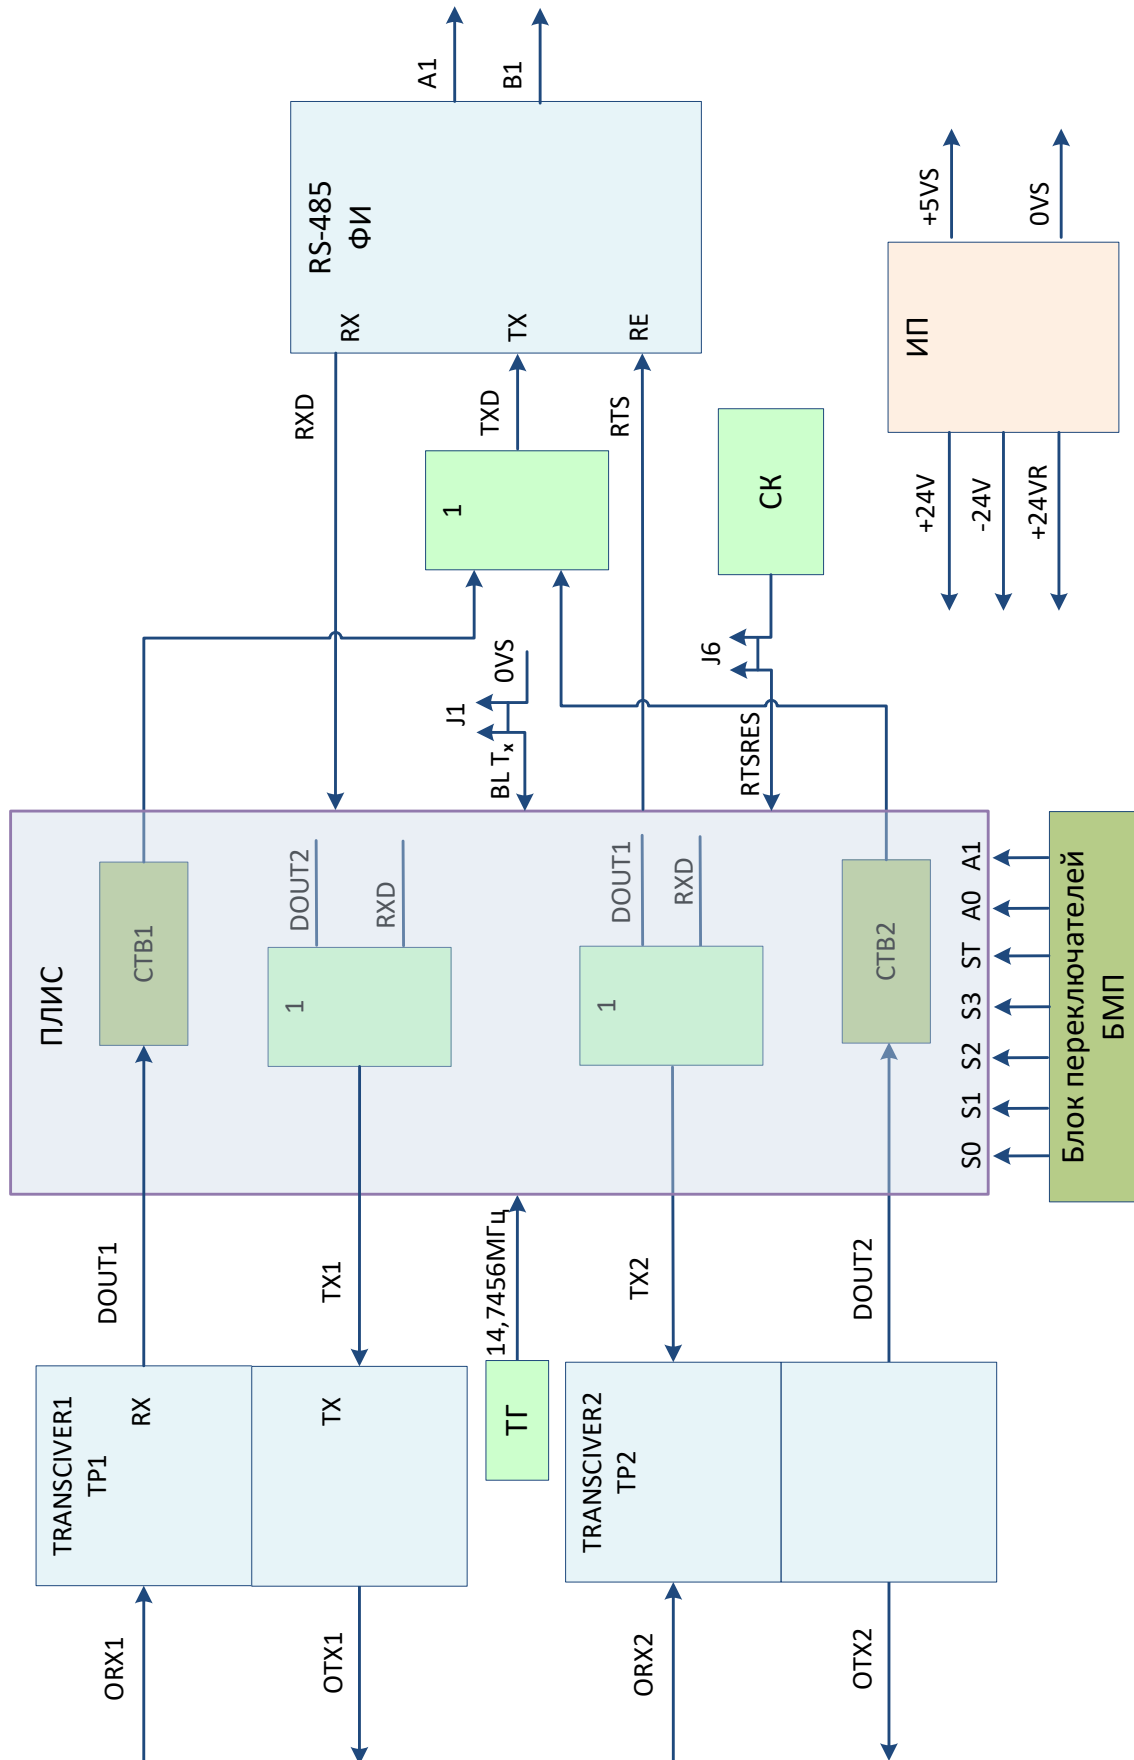 ORX1
OTX1
ORX2
OTX2
TRANSCIVER1
TP1
RX
TX
ТГ
TRANSCIVER2
TP2
DOUT1
TX1
14,7456МГц
TX2
DOUT2
ПЛИС
СТВ1
1
DOUT2
RXD
1
DOUT1
RXD
СТВ2
S0
S1
S2
S3
ST
A0
A1
Блок переключателей
БМП
BL Tx
J1
0VS
RTSRES
J6
СК
1
RXD
TXD
RTS
RS-485
ФИ
RX
TX
RE
A1
B1
ИП
+24V
-24V
+24VR
+5VS
0VS